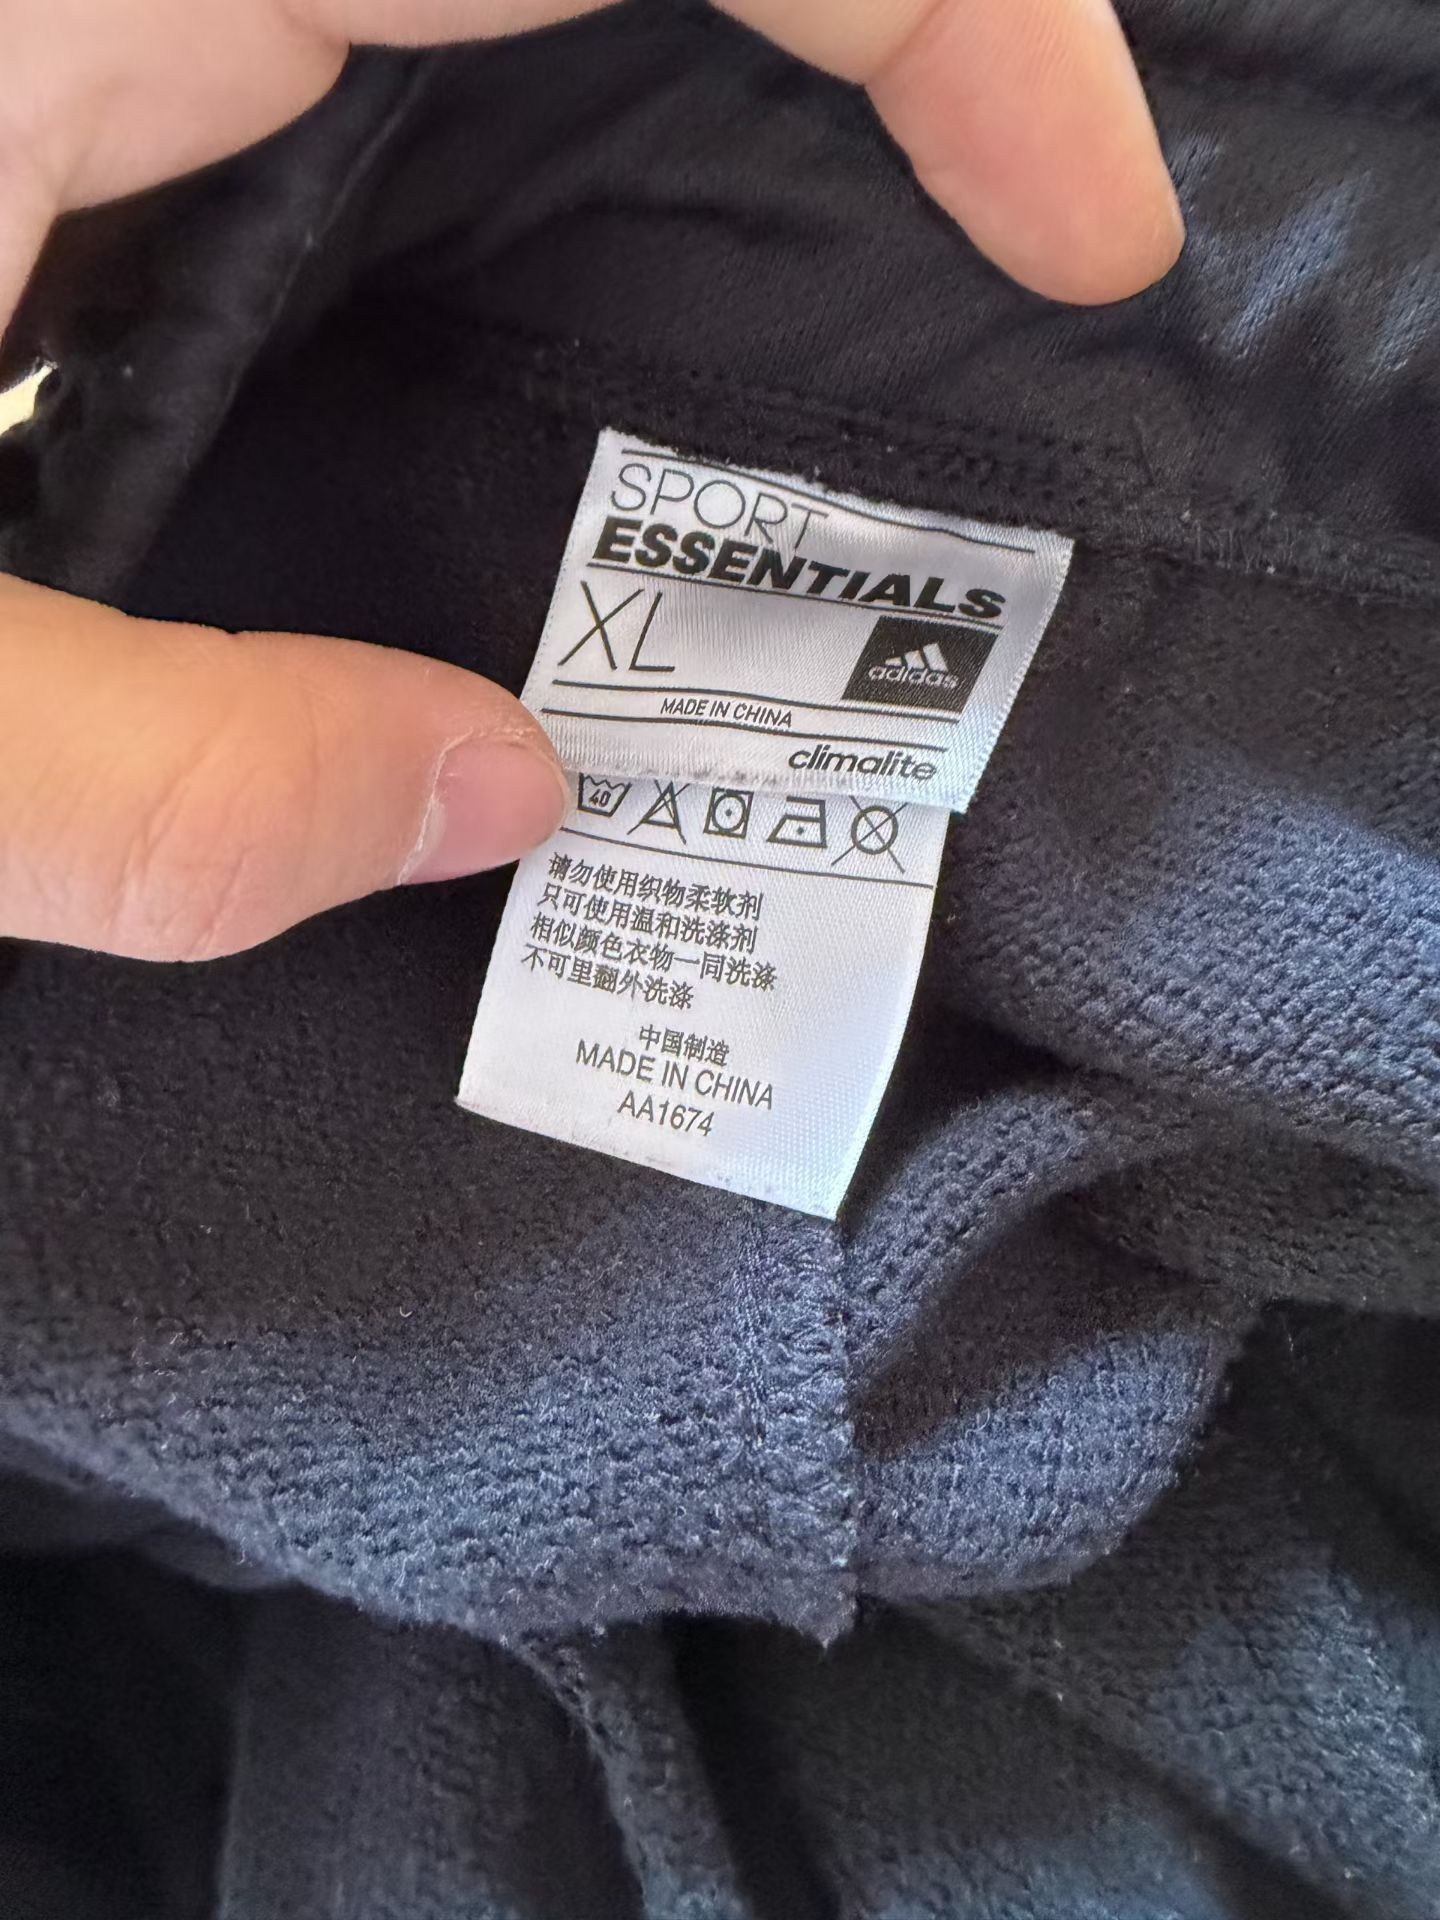 SPORT
ESSENTIALS
XL
adidas
MADE IN CHINA
climalite
40
请勿使用织物柔软剂
只可使用温和洗涤剂
相似颜色衣物一同洗涤
不可里翻外洗涤
中国制造
MADE IN CHINA
AA1674